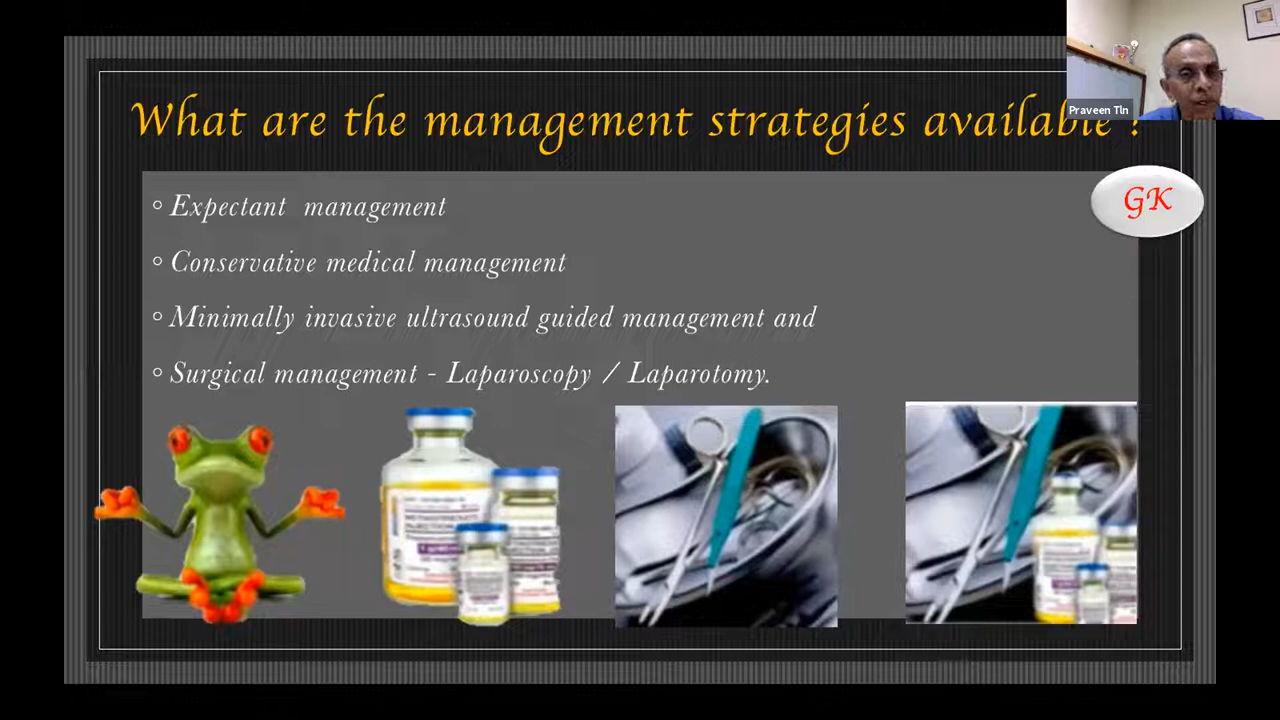 What are the management strategies available ?
Praveen Tln
GK
◦ Expectant management
◦ Conservative medical management
◦ Minimally invasive ultrasound guided management and
◦ Surgical management - Laparoscopy / Laparotomy.